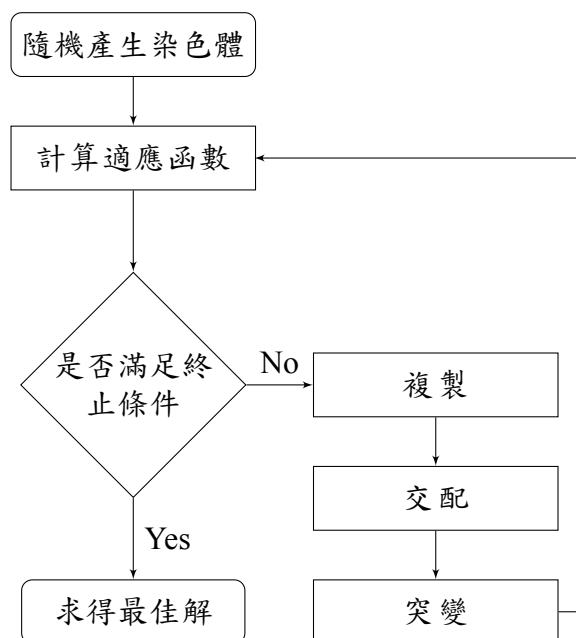 隨機產生染色體
計算適應函數
是否滿足終
止條件
No
複製
交配
突變
Yes
求得最佳解